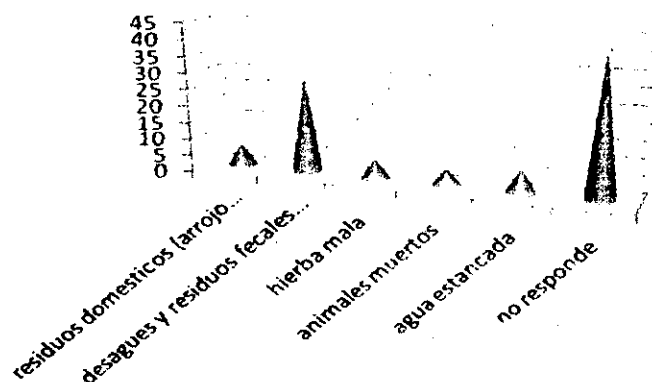 45
40
35
30
25
20
15
10
5
0
residuos domesticos (arrojo...
desagues y residuos fecales...
hierba mala
animales muertos
agua estancada
no responde